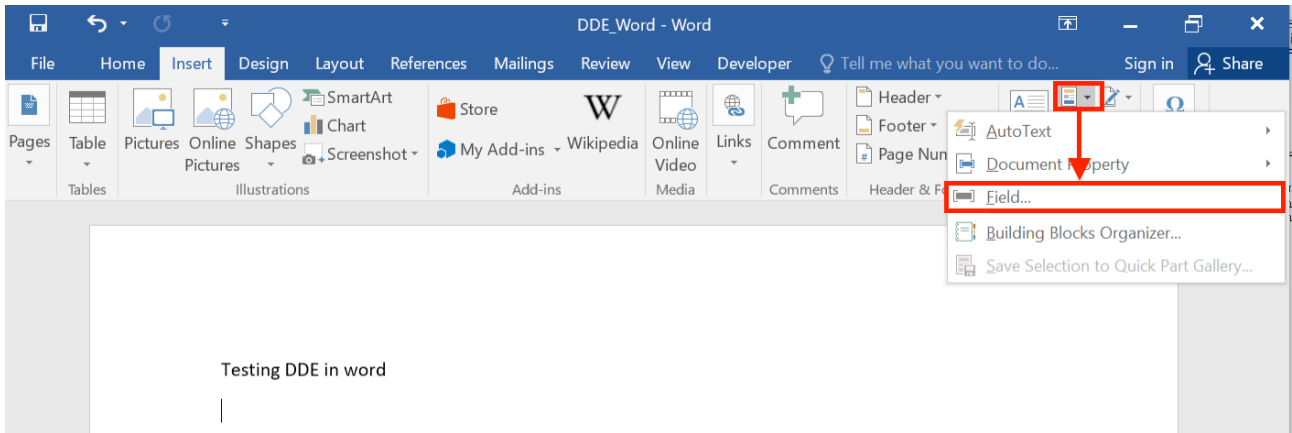 DDE_Word - Word
File Home Insert Design Layout References Mailings Review View Developer Tell me what you want to do... Sign in Share
Pages
Table
Pictures
Online Pictures
Shapes
SmartArt
Chart
Screenshot
Store
My Add-ins
W
Wikipedia
Online Video
Links
Comment
Header
Footer
Page Num
A
Ω
Tables
Illustrations
Add-ins
Media
Comments
Header & F
AutoText
Document Property
Field...
Building Blocks Organizer...
Save Selection to Quick Part Gallery...
Testing DDE in word